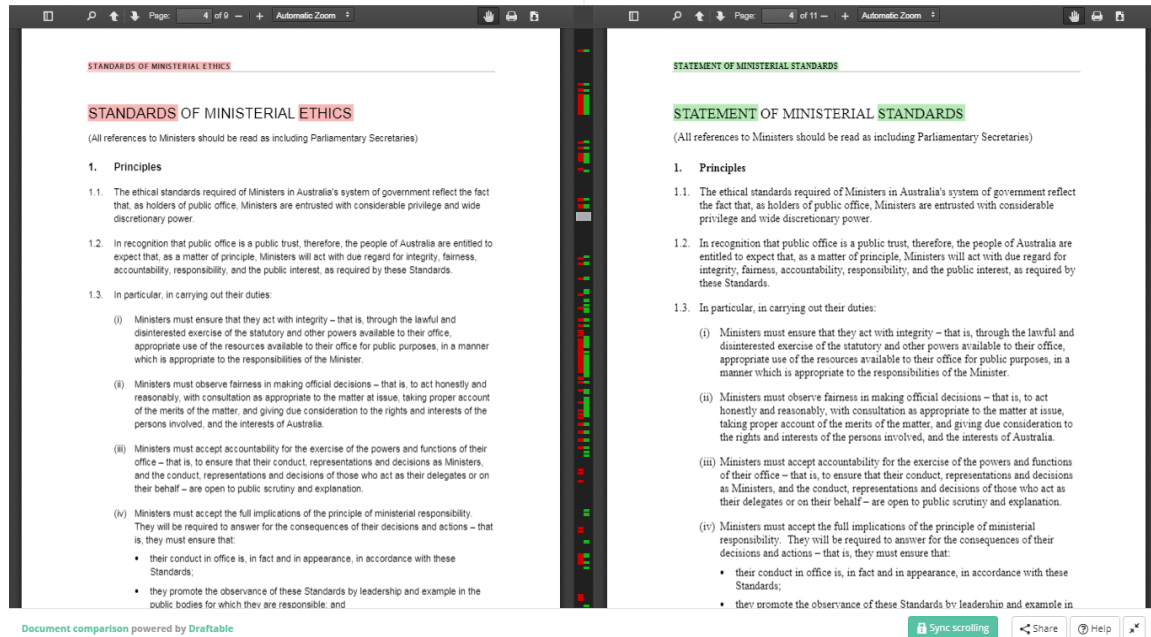 Page: 4 of 9 − + Automatic Zoom
STANDARDS OF MINISTERIAL ETHICS
STANDARDS OF MINISTERIAL ETHICS
(All references to Ministers should be read as including Parliamentary Secretaries)
1. Principles
1.1. The ethical standards required of Ministers in Australia's system of government reflect the fact
that, as holders of public office, Ministers are entrusted with considerable privilege and wide
discretionary power.
1.2. In recognition that public office is a public trust, therefore, the people of Australia are entitled to
expect that, as a matter of principle, Ministers will act with due regard for integrity, fairness,
accountability, responsibility, and the public interest, as required by these Standards.
1.3. In particular, in carrying out their duties:
(i) Ministers must ensure that they act with integrity – that is, through the lawful and
disinterested exercise of the statutory and other powers available to their office,
appropriate use of the resources available to their office for public purposes, in a manner
which is appropriate to the responsibilities of the Minister.
(ii) Ministers must observe fairness in making official decisions – that is, to act honestly and
reasonably, with consultation as appropriate to the matter at issue, taking proper account
of the merits of the matter, and giving due consideration to the rights and interests of the
persons involved, and the interests of Australia.
(iii) Ministers must accept accountability for the exercise of the powers and functions of their
office – that is, to ensure that their conduct, representations and decisions as Ministers,
and the conduct, representations and decisions of those who act as their delegates or on
their behalf – are open to public scrutiny and explanation.
(iv) Ministers must accept the full implications of the principle of ministerial responsibility.
They will be required to answer for the consequences of their decisions and actions – that
is, they must ensure that:
• their conduct in office is, in fact and in appearance, in accordance with these
Standards;
• they promote the observance of these Standards by leadership and example in the
public bodies for which they are responsible; and
Page: 4 of 11 − + Automatic Zoom
STATEMENT OF MINISTERIAL STANDARDS
STATEMENT OF MINISTERIAL STANDARDS
(All references to Ministers should be read as including Parliamentary Secretaries)
1. Principles
1.1. The ethical standards required of Ministers in Australia's system of government reflect
the fact that, as holders of public office, Ministers are entrusted with considerable
privilege and wide discretionary power.
1.2. In recognition that public office is a public trust, therefore, the people of Australia are
entitled to expect that, as a matter of principle, Ministers will act with due regard for
integrity, fairness, accountability, responsibility, and the public interest, as required by
these Standards.
1.3. In particular, in carrying out their duties:
(i) Ministers must ensure that they act with integrity – that is, through the lawful and
disinterested exercise of the statutory and other powers available to their office,
appropriate use of the resources available to their office for public purposes, in a
manner which is appropriate to the responsibilities of the Minister.
(ii) Ministers must observe fairness in making official decisions – that is, to act
honestly and reasonably, with consultation as appropriate to the matter at issue,
taking proper account of the merits of the matter, and giving due consideration to
the rights and interests of the persons involved, and the interests of Australia.
(iii) Ministers must accept accountability for the exercise of the powers and functions
of their office – that is, to ensure that their conduct, representations and decisions
as Ministers, and the conduct, representations and decisions of those who act as
their delegates or on their behalf – are open to public scrutiny and explanation.
(iv) Ministers must accept the full implications of the principle of ministerial
responsibility. They will be required to answer for the consequences of their
decisions and actions – that is, they must ensure that:
• their conduct in office is, in fact and in appearance, in accordance with these
Standards;
• they promote the observance of these Standards by leadership and example in
Document comparison powered by Draftable
Sync scrolling Share Help